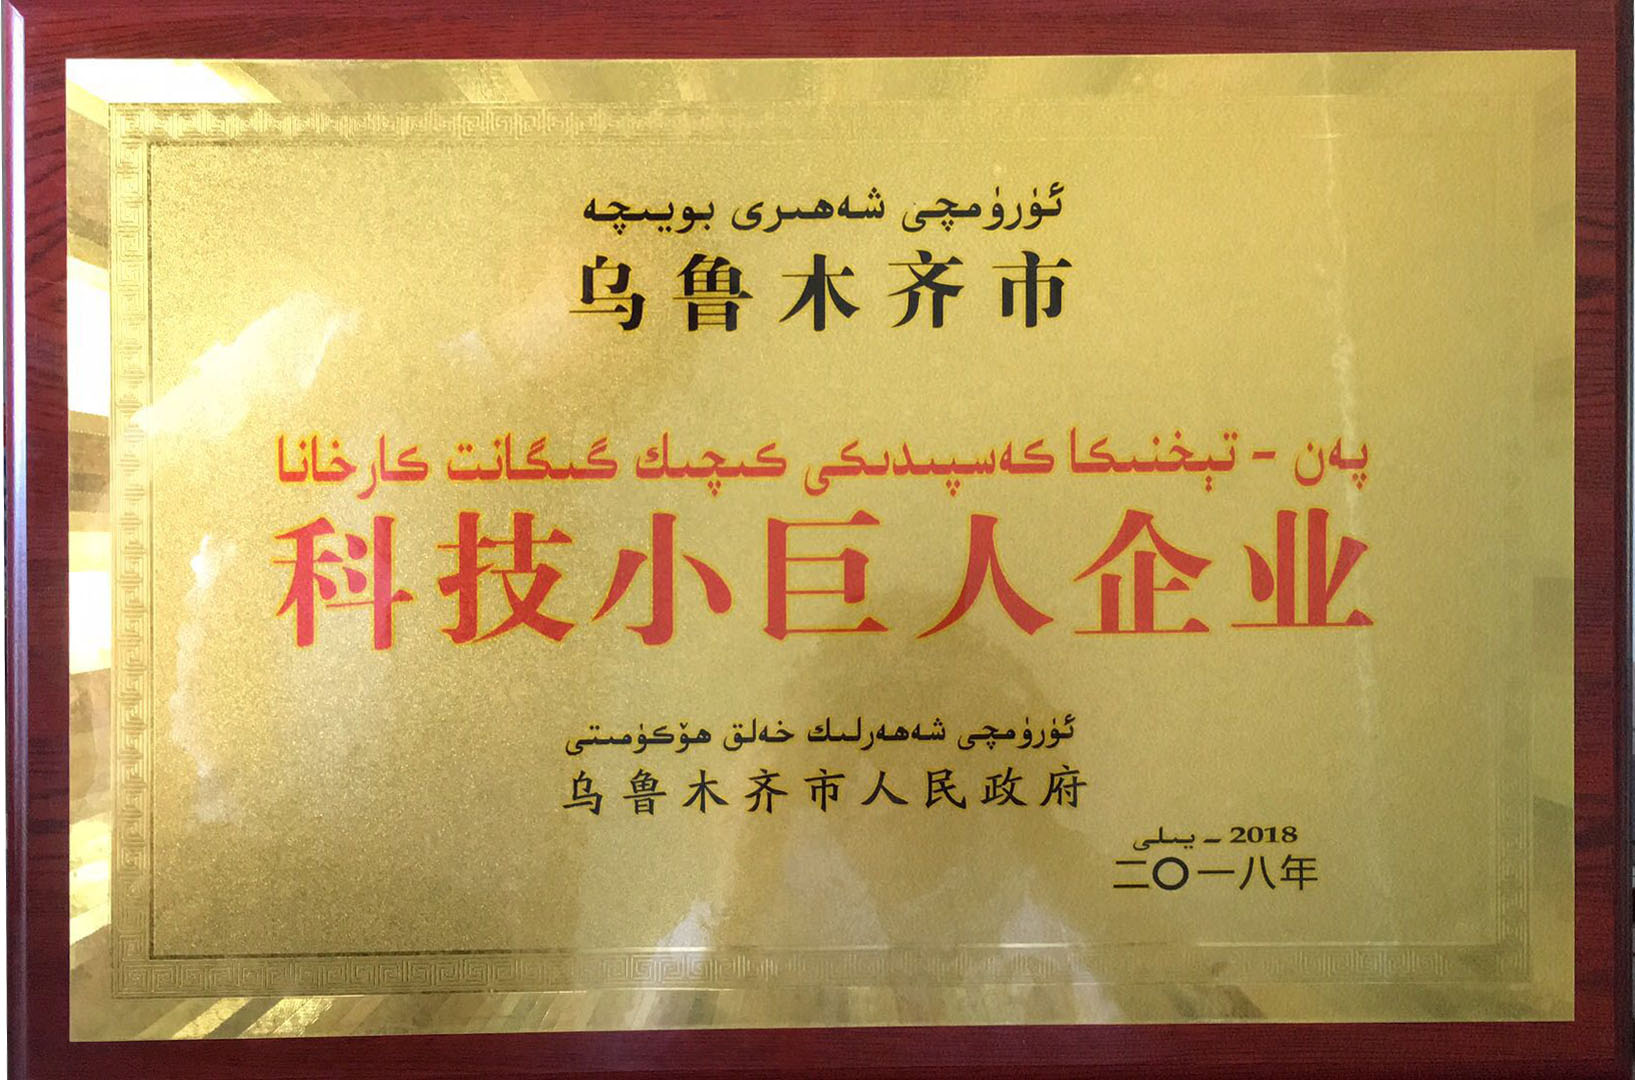 ئۈرۈمچى شەھىرى بويىچە
乌鲁木齐市
پەن - تېخنىكا كەسپىدىكى كىچىك گىگانت كارخانا
科技小巨人企业
ئۈرۈمچى شەھەرلىك خەلق ھۆكۈمىتى
乌鲁木齐市人民政府
2018 - يىلى
二〇一八年